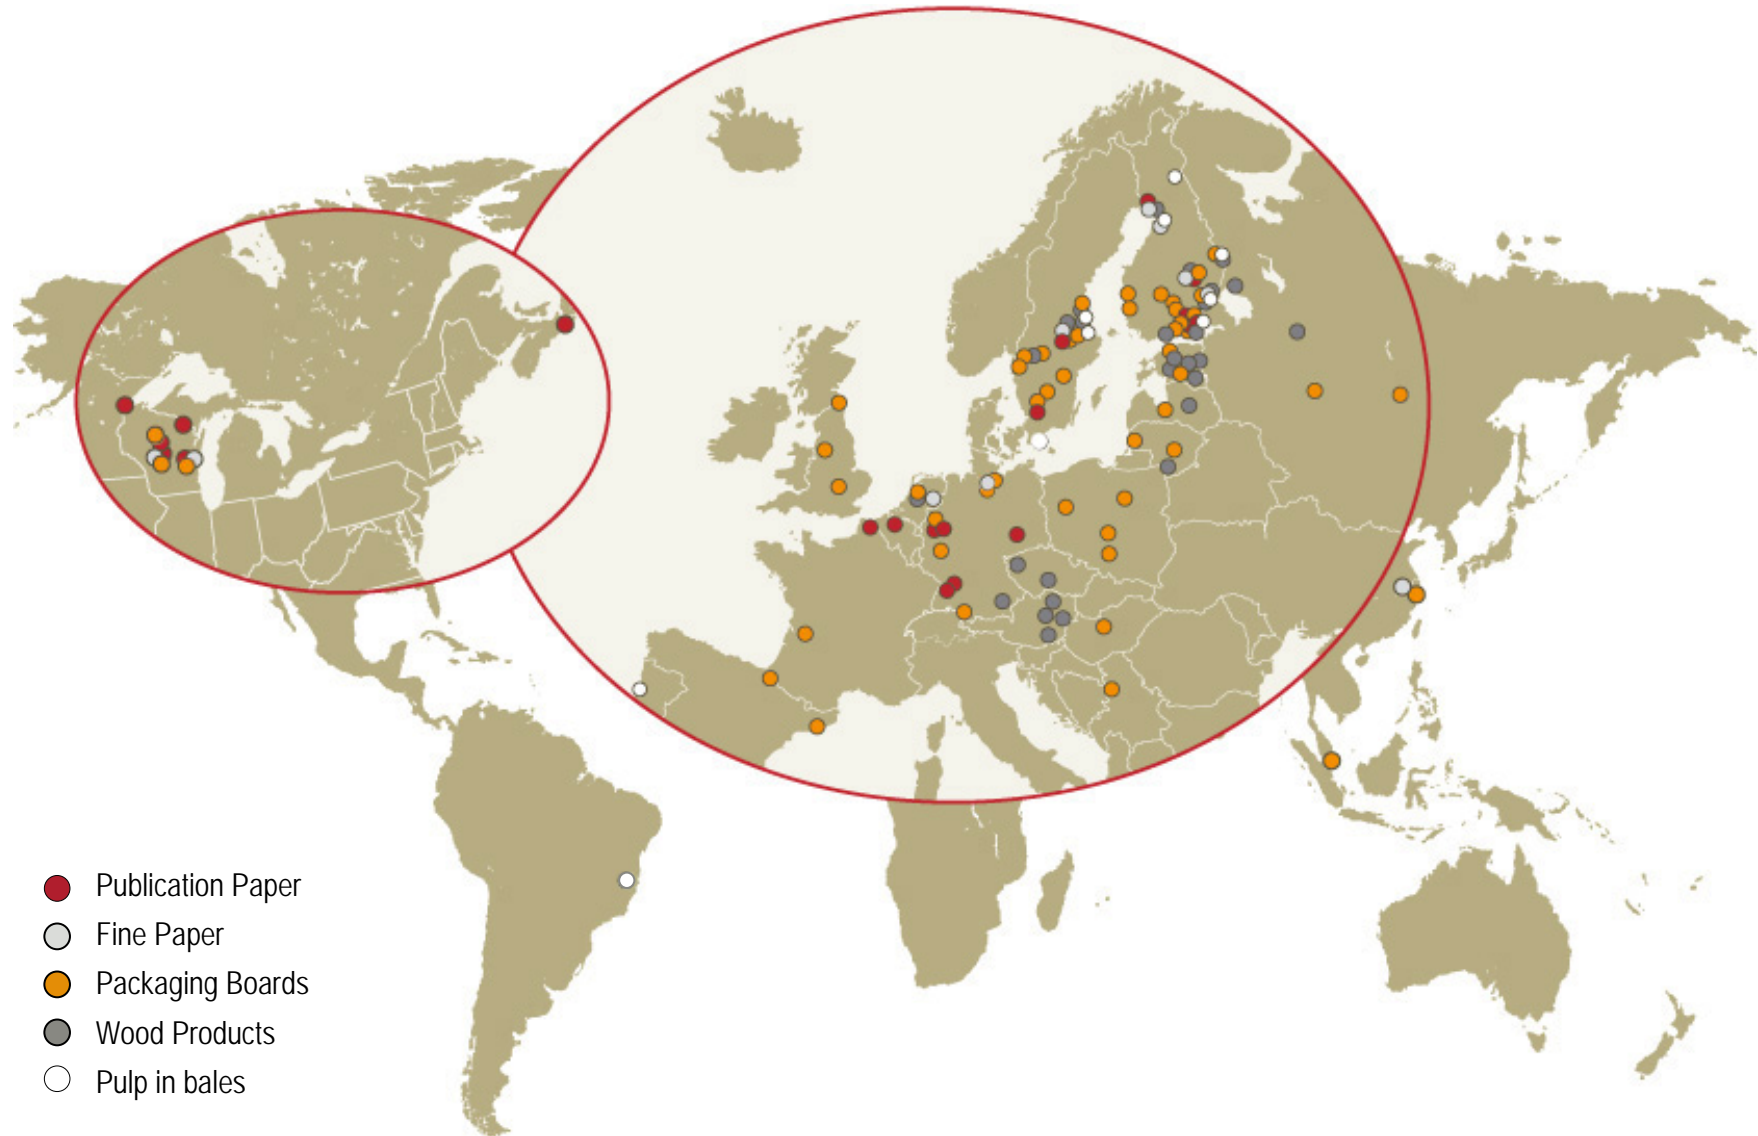 Publication Paper
Fine Paper
Packaging Boards
Wood Products
Pulp in bales